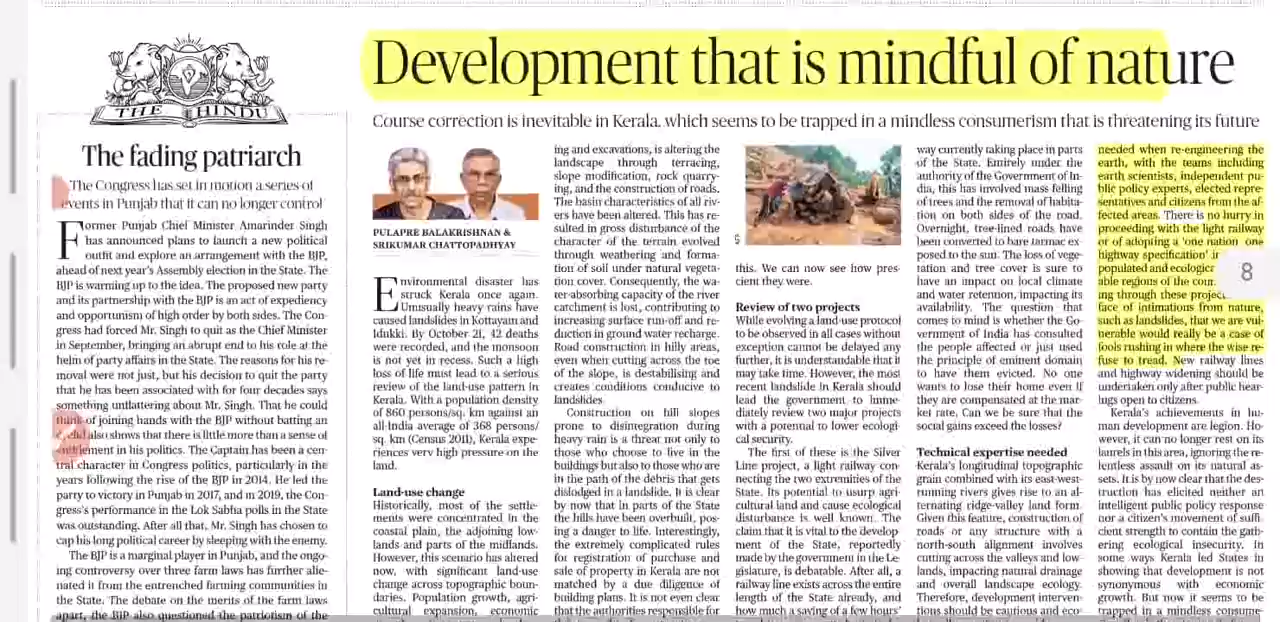 THE HINDU
The fading patriarch
The Congress has set in motion a series of
events in Punjab that it can no longer control
Former Punjab Chief Minister Amarinder Singh
has announced plans to launch a new political
outfit and explore an arrangement with the BJP,
ahead of next year's Assembly election in the State. The
BJP is warming up to the idea. The proposed new party
and its partnership with the BJP is an act of expediency
and opportunism of high order by both sides. The Con-
gress had forced Mr. Singh to quit as the Chief Minister
in September, bringing an abrupt end to his role at the
helm of party affairs in the State. The reasons for his re-
moval were not just, but his decision to quit the party
that he has been associated with for four decades says
something unflattering about Mr. Singh. That he could
think of joining hands with the BJP without batting an
also shows that there is little more than a sense of
entitlement in his politics. The Captain has been a cen-
tral character in Congress politics, particularly in the
years following the rise of the BJP in 2014. He led the
party to victory in Punjab in 2017, and in 2019, the Con-
gress's performance in the Lok Sabha polls in the State
was outstanding. After all, Mr. Singh has chosen to
cap his long political career by sleeping with the enemy.
The BJP is a marginal player in Punjab, and the ongo-
ing controversy over three farm laws has further alie-
nated it from the entrenched farming communities in
the State. The debate on the merits of the farm laws
apart, the BJP also questioned the patriotism of the
Development that is mindful of nature
Course correction is inevitable in Kerala, which seems to be trapped in a mindless consumerism that is threatening its future
PULAPRE BALAKRISHNAN &
SRIKUMAR CHATTOPADHYAY
Environmental disaster has
struck Kerala once again.
Unusually heavy rains have
caused landslides in Kottayam and
Idukki. By October 21, 42 deaths
were recorded, and the monsoon
is not yet in recess. Such a high
loss of life must lead to a serious
review of the land-use pattern in
Kerala. With a population density
of 860 persons/sq. km against an
all-India average of 368 persons/
sq. km (Census 2011), Kerala expe-
riences very high pressure on the
land.
Land-use change
Historically, most of the settle-
ments were concentrated in the
coastal plain, the adjoining low-
lands and parts of the midlands.
However, this scenario has altered
now, with significant land-use
change across topographic boun-
daries. Population growth, agri-
cultural expansion, economic
ing and excavations, is altering the
landscape through terracing,
slope modification, rock quarry-
ing, and the construction of roads.
The basin characteristics of all riv-
ers have been altered. This has re-
sulted in gross disturbance of the
character of the terrain evolved
through weathering and forma-
tion of soil under natural vegeta-
tion cover. Consequently, the wa-
ter-absorbing capacity of the river
catchment is lost, contributing to
increasing surface run-off and re-
duction in ground water recharge.
Road construction in hilly areas,
even when cutting across the toe
of the slope, is destabilising and
creates conditions conducive to
landslides.
Construction on hill slopes
prone to disintegration during
heavy rain is a threat not only to
those who choose to live in the
buildings but also to those who are
in the path of the debris that gets
dislodged in a landslide. It is clear
by now that in parts of the State
the hills have been overbuilt, pos-
ing a danger to life. Interestingly,
the extremely complicated rules
for registration of purchase and
sale of property in Kerala are not
matched by a due diligence of
building plans. It is not even clear
that the authorities responsible for
this. We can now see how pres-
cient they were.
Review of two projects
While evolving a land-use protocol
to be observed in all cases without
exception cannot be delayed any
further, it is understandable that it
may take time. However, the most
recent landslide in Kerala should
lead the government to imme-
diately review two major projects
with a potential to lower ecologi-
cal security.
The first of these is the Silver
Line project, a light railway con-
necting the two extremities of the
State. Its potential to usurp agri-
cultural land and cause ecological
disturbance is well known. The
claim that it is vital to the develop-
ment of the State, reportedly
made by the government in the Le-
gislature, is debatable. After all, a
railway line exists across the entire
length of the State already, and
how much a saving of a few hours'
way currently taking place in parts
of the State. Entirely under the
authority of the Government of In-
dia, this has involved mass felling
of trees and the removal of habita-
tion on both sides of the road.
Overnight, tree-lined roads have
been converted to bare tarmac ex-
posed to the sun. The loss of vege-
tation and tree cover is sure to
have an impact on local climate
and water retention, impacting its
availability. The question that
comes to mind is whether the Go-
vernment of India has consulted
the people affected or just used
the principle of eminent domain
to have them evicted. No one
wants to lose their home even if
they are compensated at the mar-
ket rate. Can we be sure that the
social gains exceed the losses?
Technical expertise needed
Kerala's longitudinal topographic
grain combined with its east-west-
running rivers gives rise to an al-
ternating ridge-valley land form.
Given this feature, construction of
roads or any structure with a
north-south alignment involves
cutting across the valleys and low-
lands, impacting natural drainage
and overall landscape ecology.
Therefore, development interven-
tions should be cautious and eco-
needed when re-engineering the
earth, with the teams including
earth scientists, independent pu-
blic policy experts, elected repre-
sentatives and citizens from the af-
fected areas. There is no hurry in
proceeding with the light railway
or of adopting a 'one nation one
highway specification' i
populated and ecologic
able regions of the coun
ing through these projec
face of intimations from nature,
such as landslides, that we are vul-
nerable would really be a case of
fools rushing in where the wise re-
fuse to tread. New railway lines
and highway widening should be
undertaken only after public hear-
ings open to citizens.
Kerala's achievements in hu-
man development are legion. Ho-
wever, it can no longer rest on its
laurels in this area, ignoring the re-
lentless assault on its natural as-
sets. It is by now clear that the des-
truction has elicited neither an
intelligent public policy response
nor a citizen's movement of suffi-
cient strength to contain the gath-
ering ecological insecurity. In
some ways Kerala led States in
showing that development is not
synonymous with economic
growth. But now it seems to be
trapped in a mindless consume-
8